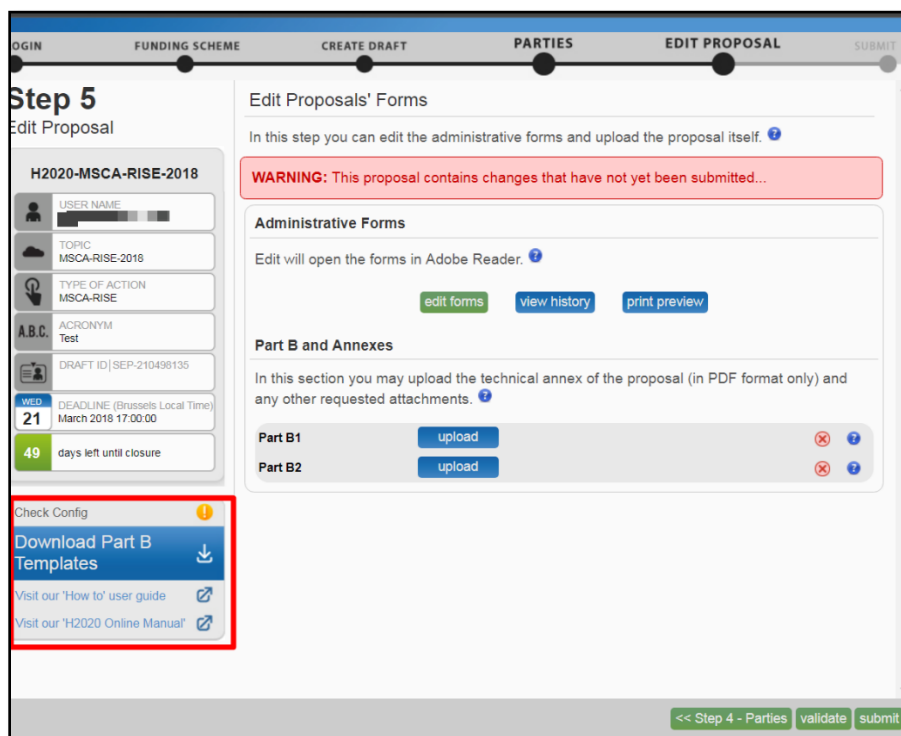 OGIN
FUNDING SCHEME
CREATE DRAFT
PARTIES
EDIT PROPOSAL
SUBMIT
Step 5
Edit Proposal
H2020-MSCA-RISE-2018
USER NAME
TOPIC
MSCA-RISE-2018
TYPE OF ACTION
MSCA-RISE
A.B.C.
ACRONYM
Test
DRAFT ID|SEP-210498135
WED
21
DEADLINE (Brussels Local Time)
March 2018 17:00:00
49
days left until closure
Check Config
Download Part B
Templates
Visit our 'How to' user guide
Visit our 'H2020 Online Manual'
Edit Proposals' Forms
In this step you can edit the administrative forms and upload the proposal itself.
WARNING: This proposal contains changes that have not yet been submitted...
Administrative Forms
Edit will open the forms in Adobe Reader.
edit forms
view history
print preview
Part B and Annexes
In this section you may upload the technical annex of the proposal (in PDF format only) and
any other requested attachments.
Part B1
upload
Part B2
upload
<< Step 4 - Parties
validate
submit